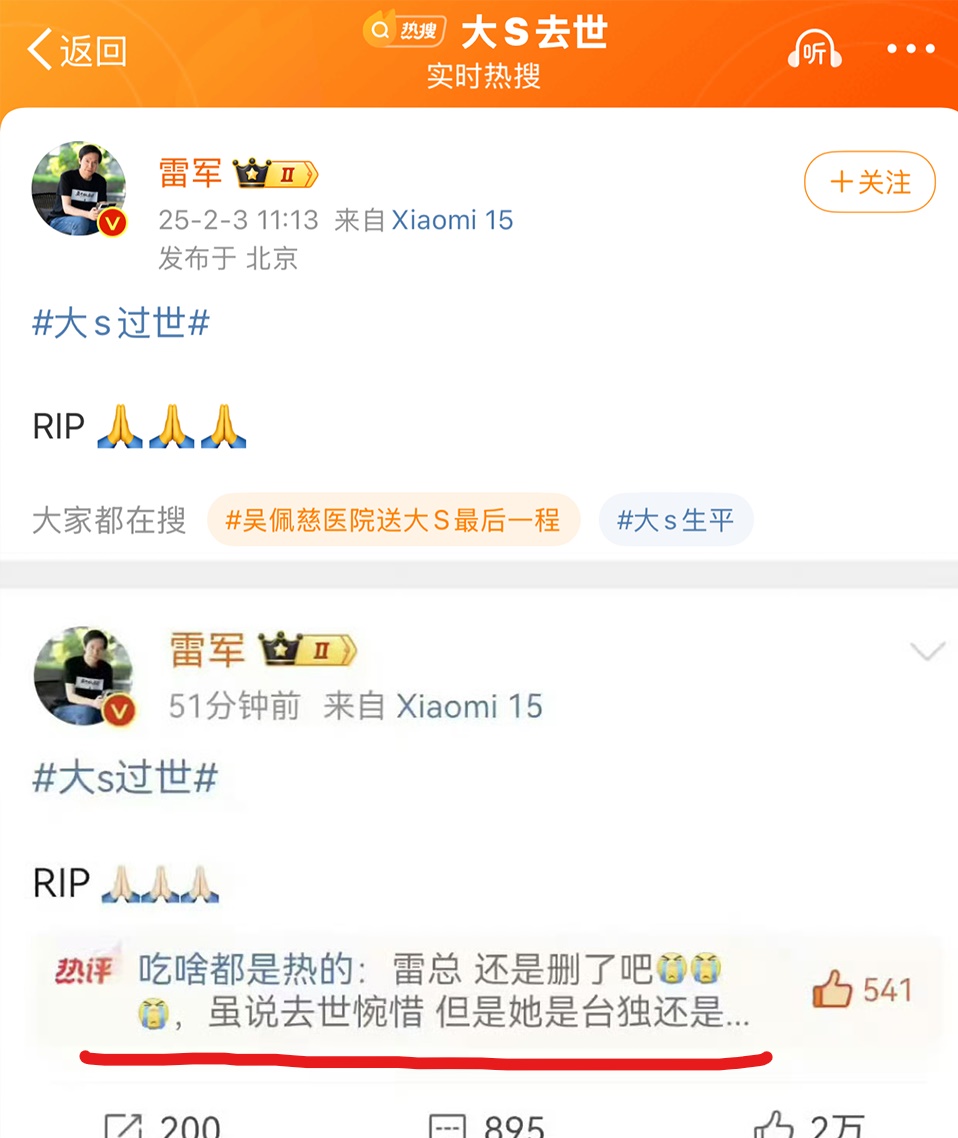 返回
热搜 大S去世
实时热搜
听
雷军 II
25-2-3 11:13 来自 Xiaomi 15
发布于 北京
+关注
#大s过世#
RIP 🙏🙏🙏
大家都在搜 #吴佩慈医院送大S最后一程 #大s生平
雷军 II
51分钟前 来自 Xiaomi 15
#大s过世#
RIP 🙏🏻🙏🏻🙏🏻
热评 吃啥都是热的：雷总 还是删了吧😭😭
😭，虽说去世惋惜 但是她是台独还是...
541
200 895 2万